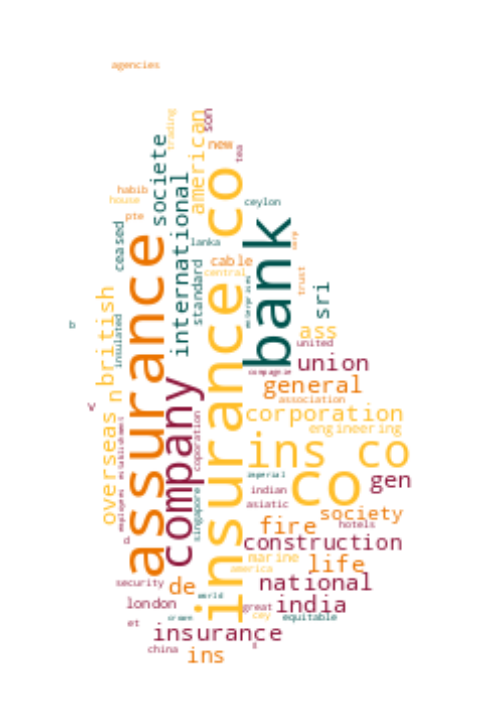 agencies
trading
son
american
new
tea
societe
international
habib
house
pte
ceylon
lanka
ceased
cable
central
standard
enterprises
corp
trust
sri
insurance co
bank
assurance
company
b
insulated
british
ass
united
union
compagnie
general
association
corporation
engineering
v
n
overseas
employees
establishment
coporation
singapore
ins co
co
imperial
indian
gen
asiatic
society
fire
hotels
d
construction
marine
life
america
security
de
national
world
london
great
india
crown
cey
equitable
et
insurance
s
china
ins